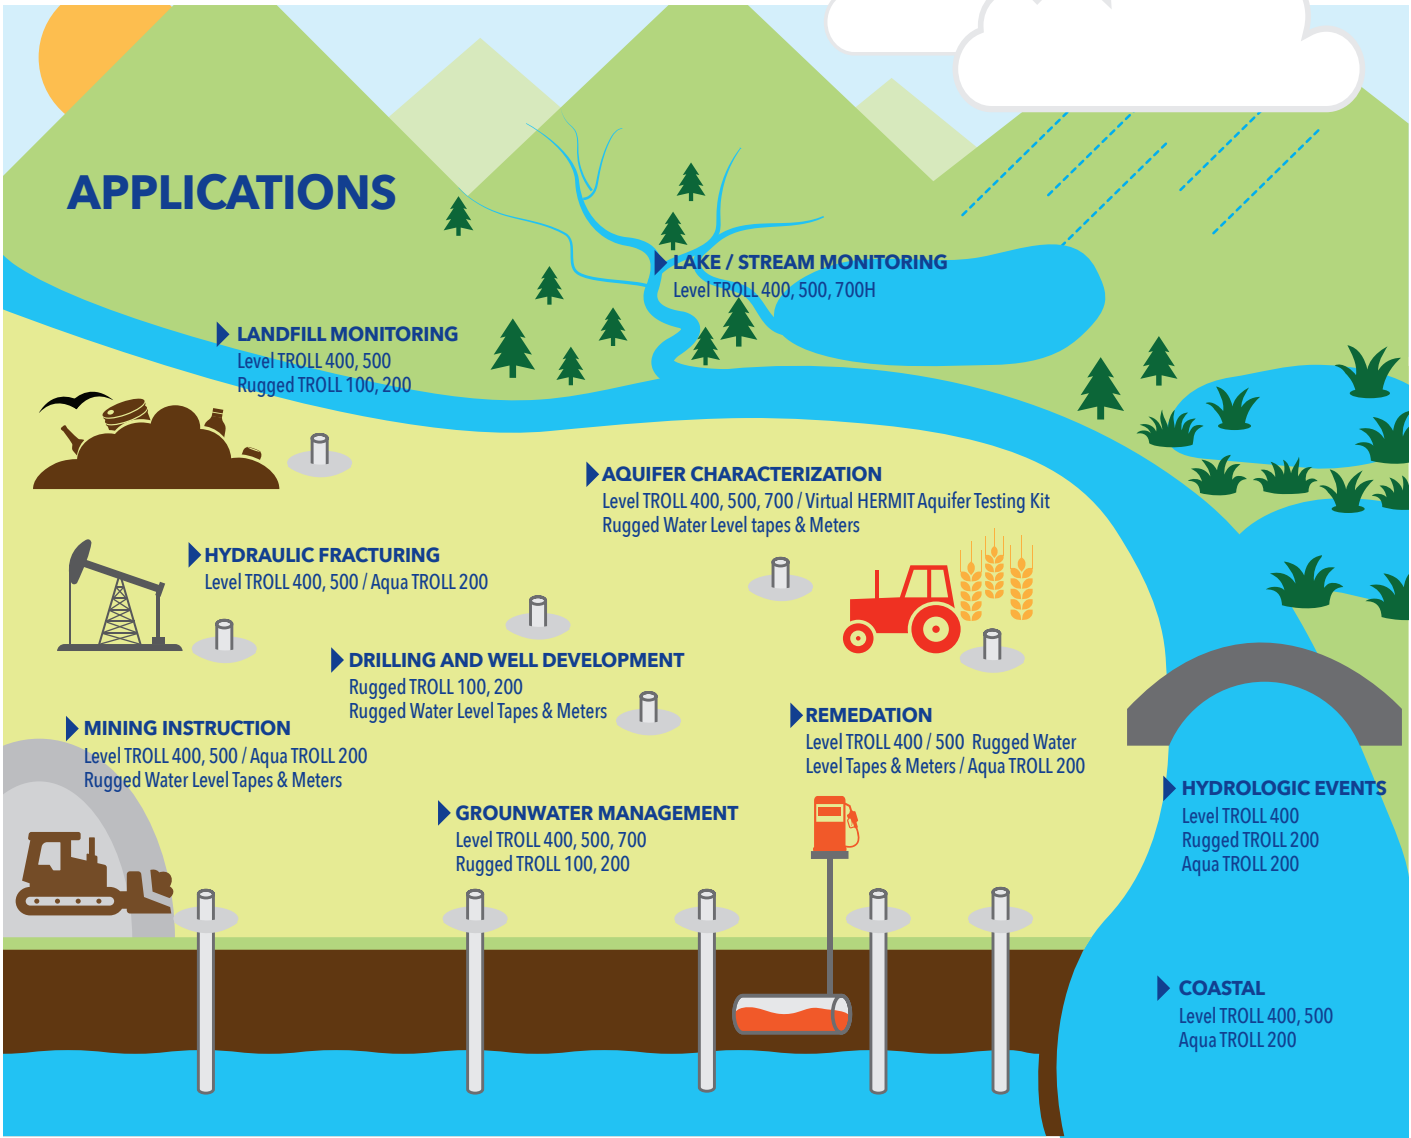 APPLICATIONS
LAKE / STREAM MONITORING
Level TROLL 400, 500, 700H
LANDFILL MONITORING
Level TROLL 400, 500
Rugged TROLL 100, 200
AQUIFER CHARACTERIZATION
Level TROLL 400, 500, 700 / Virtual HERMIT Aquifer Testing Kit
Rugged Water Level tapes & Meters
HYDRAULIC FRACTURING
Level TROLL 400, 500 / Aqua TROLL 200
DRILLING AND WELL DEVELOPMENT
Rugged TROLL 100, 200
Rugged Water Level Tapes & Meters
MINING INSTRUCTION
Level TROLL 400, 500 / Aqua TROLL 200
Rugged Water Level Tapes & Meters
REMEDATION
Level TROLL 400 / 500 Rugged Water
Level Tapes & Meters / Aqua TROLL 200
GROUNWATER MANAGEMENT
Level TROLL 400, 500, 700
Rugged TROLL 100, 200
HYDROLOGIC EVENTS
Level TROLL 400
Rugged TROLL 200
Aqua TROLL 200
COASTAL
Level TROLL 400, 500
Aqua TROLL 200